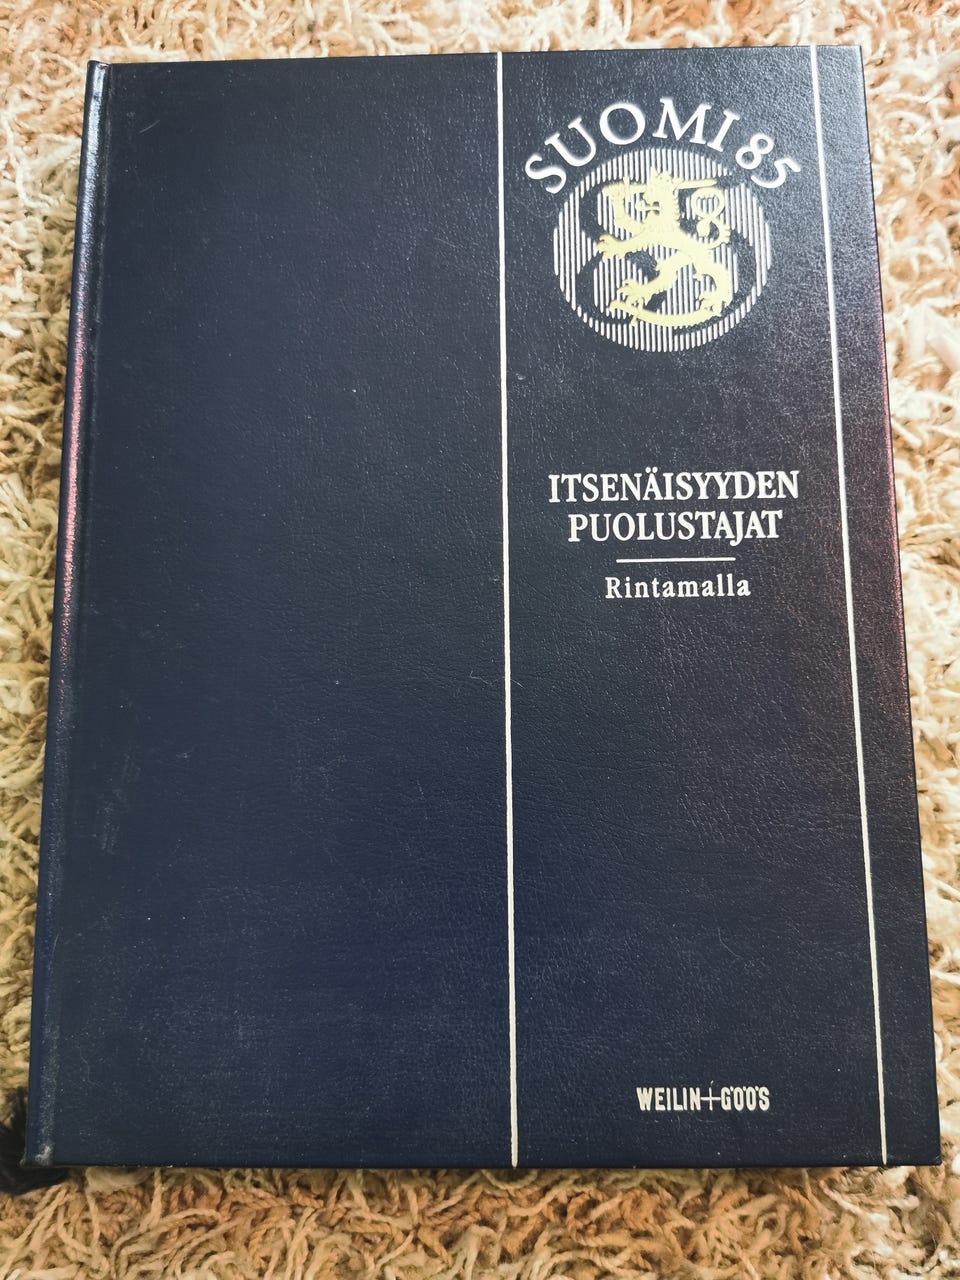 SUOMI 85
ITSENÄISYYDEN
PUOLUSTAJAT
Rintamalla
WEILIN+GÖÖS